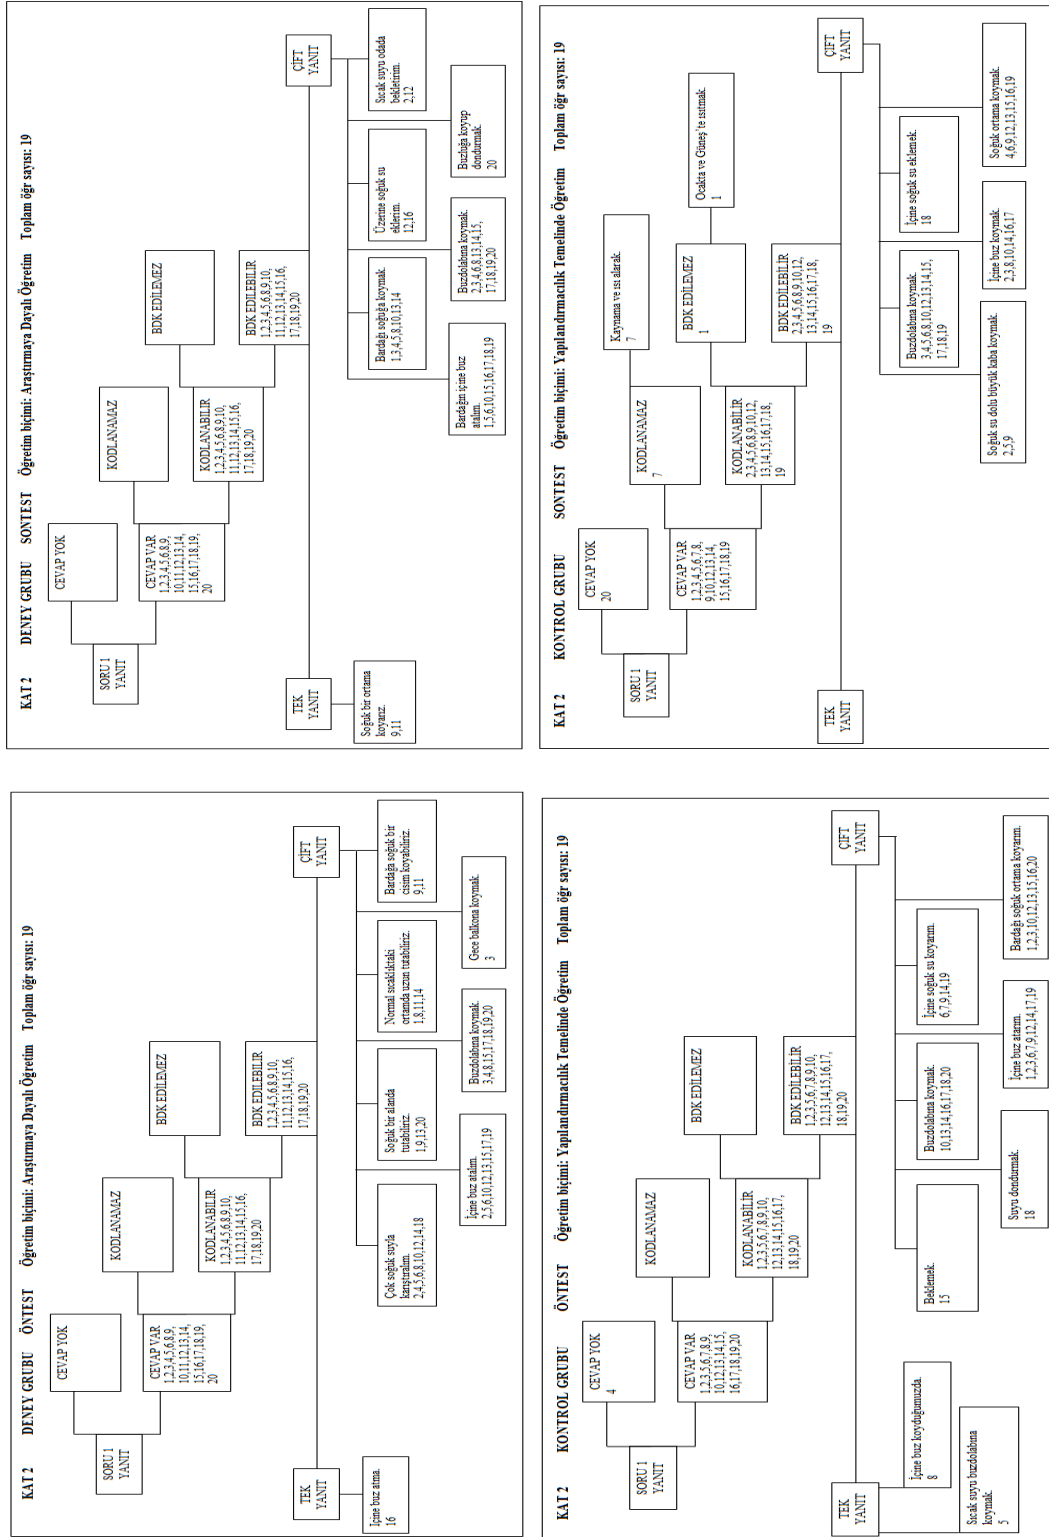 KAT 2 DENEY GRUBU ÖNTEST Öğretim biçimi: Araştırmaya Dayalı Öğretim Toplam öğr sayısı: 19
SORU 1
YANIT
CEVAP YOK
CEVAP VAR
1,2,3,4,5,6,8,9,
10,11,12,13,14,
15,16,17,18,19,
20
KODLANAMAZ
KODLANABİLİR
1,2,3,4,5,6,8,9,10,
11,12,13,14,15,16,
17,18,19,20
BDK EDİLEMEZ
BDK EDİLEBİLİR
1,2,3,4,5,6,8,9,10,
11,12,13,14,15,16,
17,18,19,20
TEK
YANIT
ÇİFT
YANIT
İçine buz atma.
16
Çok soğuk suyla
karıştıralım.
2,4,5,6,8,10,12,14,18
Soğuk bir alanda
tutabiliriz.
1,9,13,20
Normal sıcaklıktaki
ortamda uzun tutabiliriz.
1,8,11,14
Bardağa soğuk bir
cisim koyabiliriz.
9,11
İçine buz atalım.
2,5,6,10,12,13,15,17,19
Buzdolabına koymak.
3,4,8,15,17,18,19,20
Gece balkona koymak.
3
KAT 2 DENEY GRUBU SONTEST Öğretim biçimi: Araştırmaya Dayalı Öğretim Toplam öğr sayısı: 19
SORU 1
YANIT
CEVAP YOK
CEVAP VAR
1,2,3,4,5,6,8,9,
10,11,12,13,14,
15,16,17,18,19,
20
KODLANAMAZ
KODLANABİLİR
1,2,3,4,5,6,8,9,10,
11,12,13,14,15,16,
17,18,19,20
BDK EDİLEMEZ
BDK EDİLEBİLİR
1,2,3,4,5,6,8,9,10,
11,12,13,14,15,16,
17,18,19,20
TEK
YANIT
ÇİFT
YANIT
Soğuk bir ortama
koyarız.
9,11
Bardağı soğuğa koymak.
1,3,4,5,8,10,13,14
Üzerine soğuk su
eklerim.
12,16
Sıcak suyu odada
bekletirim.
2,12
Bardağın içine buz
atalım.
1,5,6,10,15,16,17,18,19
Buzdolabına koymak.
2,3,4,6,8,13,14,15,
17,18,19,20
Buzluğa koyup
dondurmak.
20
KAT 2 KONTROL GRUBU ÖNTEST Öğretim biçimi: Yapılandırmacılık Temelinde Öğretim Toplam öğr sayısı: 19
SORU 1
YANIT
CEVAP YOK
4
CEVAP VAR
1,2,3,5,6,7,8,9,
10,12,13,14,15,
16,17,18,19,20
KODLANAMAZ
KODLANABİLİR
1,2,3,5,6,7,8,9,10,
12,13,14,15,16,17,
18,19,20
BDK EDİLEMEZ
BDK EDİLEBİLİR
1,2,3,5,6,7,8,9,10,
12,13,14,15,16,17,
18,19,20
TEK
YANIT
ÇİFT
YANIT
İçine buz koyduğumuzda.
8
Sıcak suyu buzdolabına
koymak.
5
Beklemek.
15
Buzdolabına koymak.
10,13,14,16,17,18,20
İçine soğuk su koyarım.
6,7,9,14,19
Suyu dondurmak.
18
İçine buz atarım.
1,2,3,6,7,9,12,14,17,19
Bardağı soğuk ortama koyarım.
1,2,3,10,12,13,15,16,20
KAT 2 KONTROL GRUBU SONTEST Öğretim biçimi: Yapılandırmacılık Temelinde Öğretim Toplam öğr sayısı: 19
SORU 1
YANIT
CEVAP YOK
20
CEVAP VAR
1,2,3,4,5,6,7,8,
9,10,12,13,14,
15,16,17,18,19
KODLANAMAZ
7
KODLANABİLİR
2,3,4,5,6,8,9,10,12,
13,14,15,16,17,18,
19
Kaynama ve ısı alarak.
7
BDK EDİLEMEZ
1
BDK EDİLEBİLİR
2,3,4,5,6,8,9,10,12,
13,14,15,16,17,18,
19
Ocakta ve Güneş'te ısıtmak.
1
TEK
YANIT
ÇİFT
YANIT
Buzdolabına koymak.
3,4,5,6,8,10,12,13,14,15,
17,18,19
İçine soğuk su eklemek.
18
Soğuk su dolu büyük kaba koymak.
2,5,9
İçine buz koymak.
2,3,8,10,14,16,17
Soğuk ortama koymak.
4,6,9,12,13,15,16,19